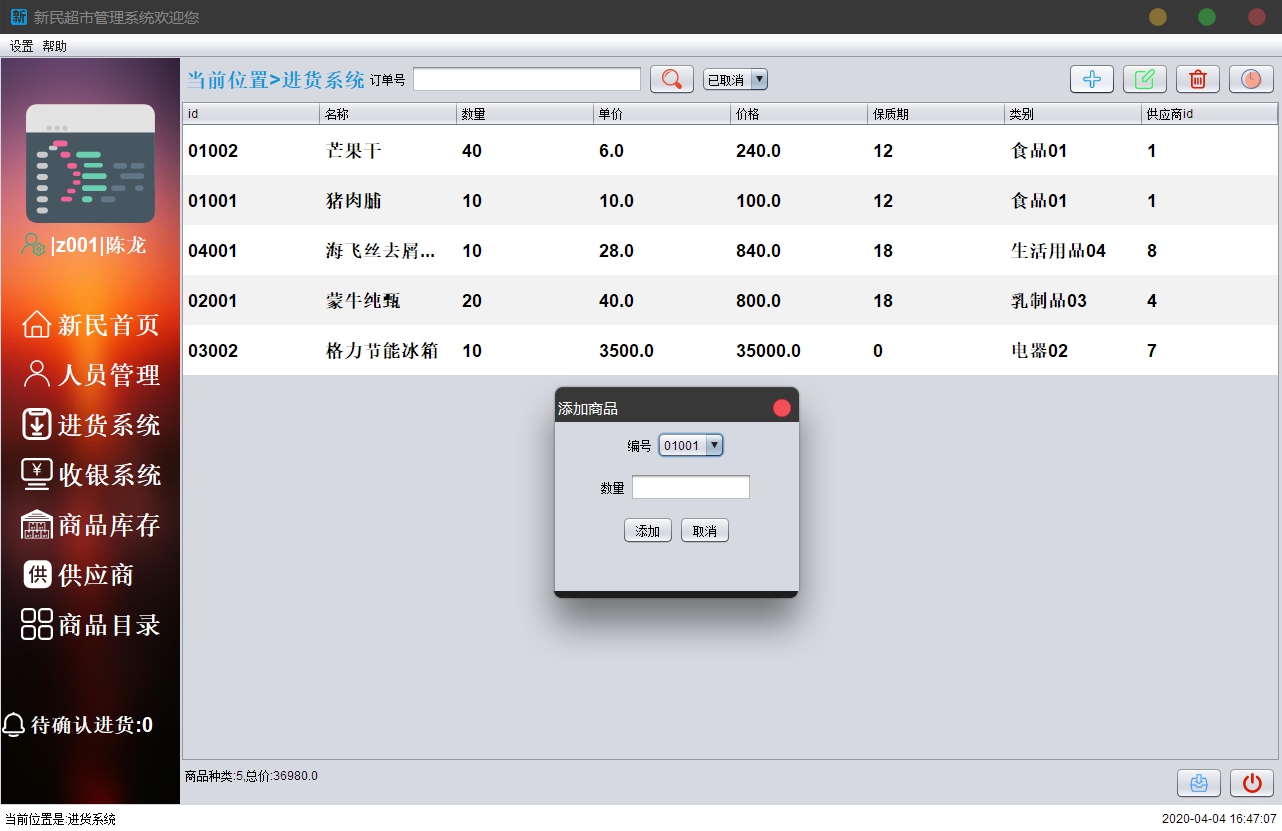 新 新民超市管理系统欢迎您
设置 帮助
当前位置>进货系统 订单号 已取消
id 名称 数量 单价 价格 保质期 类别 供应商id
01002 芒果干 40 6.0 240.0 12 食品01 1
01001 猪肉脯 10 10.0 100.0 12 食品01 1
04001 海飞丝去屑... 10 28.0 840.0 18 生活用品04 8
02001 蒙牛纯甄 20 40.0 800.0 18 乳制品03 4
03002 格力节能冰箱 10 3500.0 35000.0 0 电器02 7
|z001|陈龙
新民首页
人员管理
进货系统
¥ 收银系统
商品库存
供 供应商
商品目录
待确认进货:0
添加商品
编号 01001
数量
添加 取消
商品种类:5,总价:36980.0
当前位置是:进货系统
2020-04-04 16:47:07